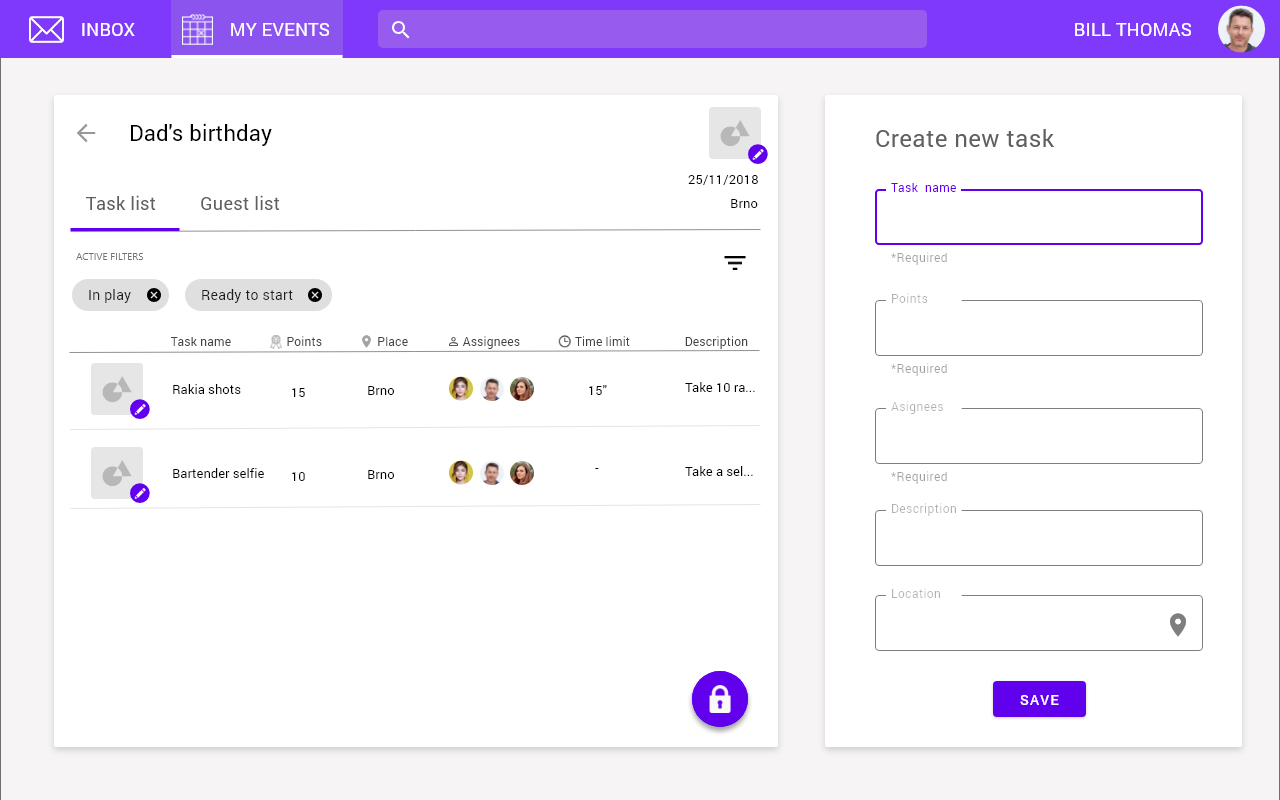 INBOX
MY EVENTS
BILL THOMAS
Dad's birthday
25/11/2018
Brno
Task list
Guest list
ACTIVE FILTERS
In play
Ready to start
Task name Points Place Assignees Time limit Description
Rakia shots 15 Brno 15" Take 10 ra...
Bartender selfie 10 Brno - Take a sel...
Create new task
Task name
*Required
Points
*Required
Asignees
*Required
Description
Location
SAVE